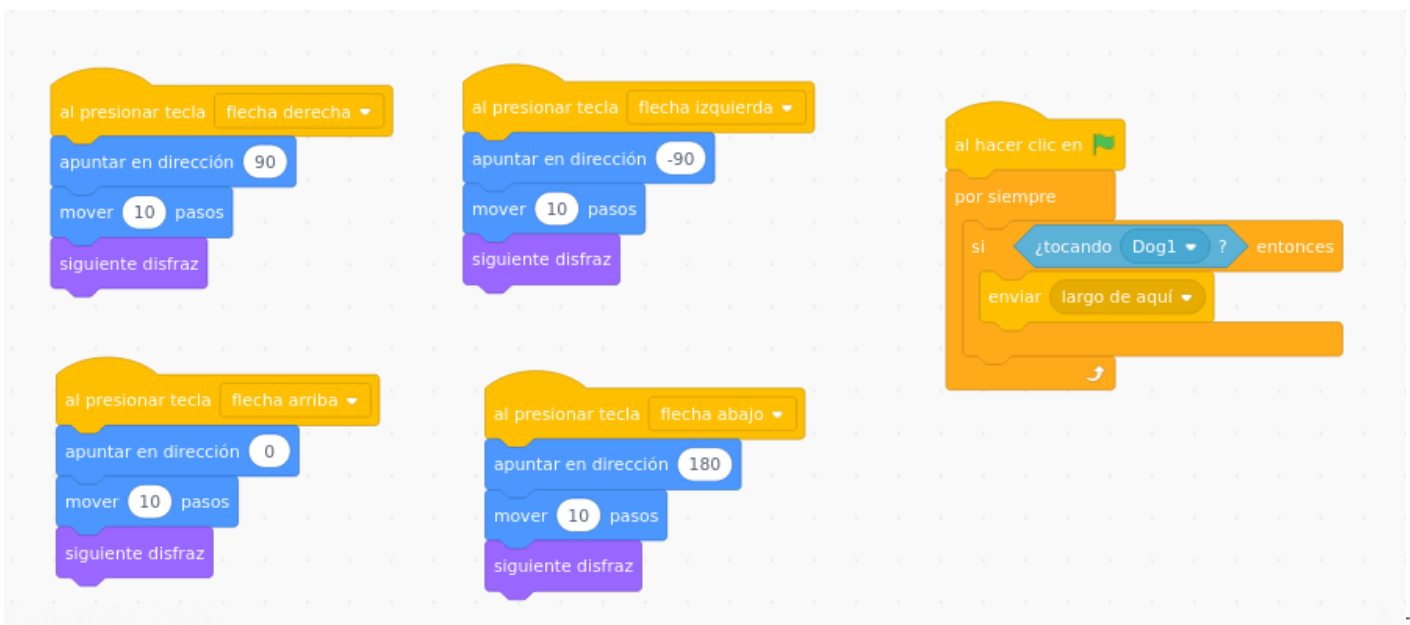 al presionar tecla flecha derecha
apuntar en dirección 90
mover 10 pasos
siguiente disfraz
al presionar tecla flecha izquierda
apuntar en dirección -90
mover 10 pasos
siguiente disfraz
al hacer clic en
por siempre
si ¿tocando Dog1 ? entonces
enviar largo de aquí
al presionar tecla flecha arriba
apuntar en dirección 0
mover 10 pasos
siguiente disfraz
al presionar tecla flecha abajo
apuntar en dirección 180
mover 10 pasos
siguiente disfraz